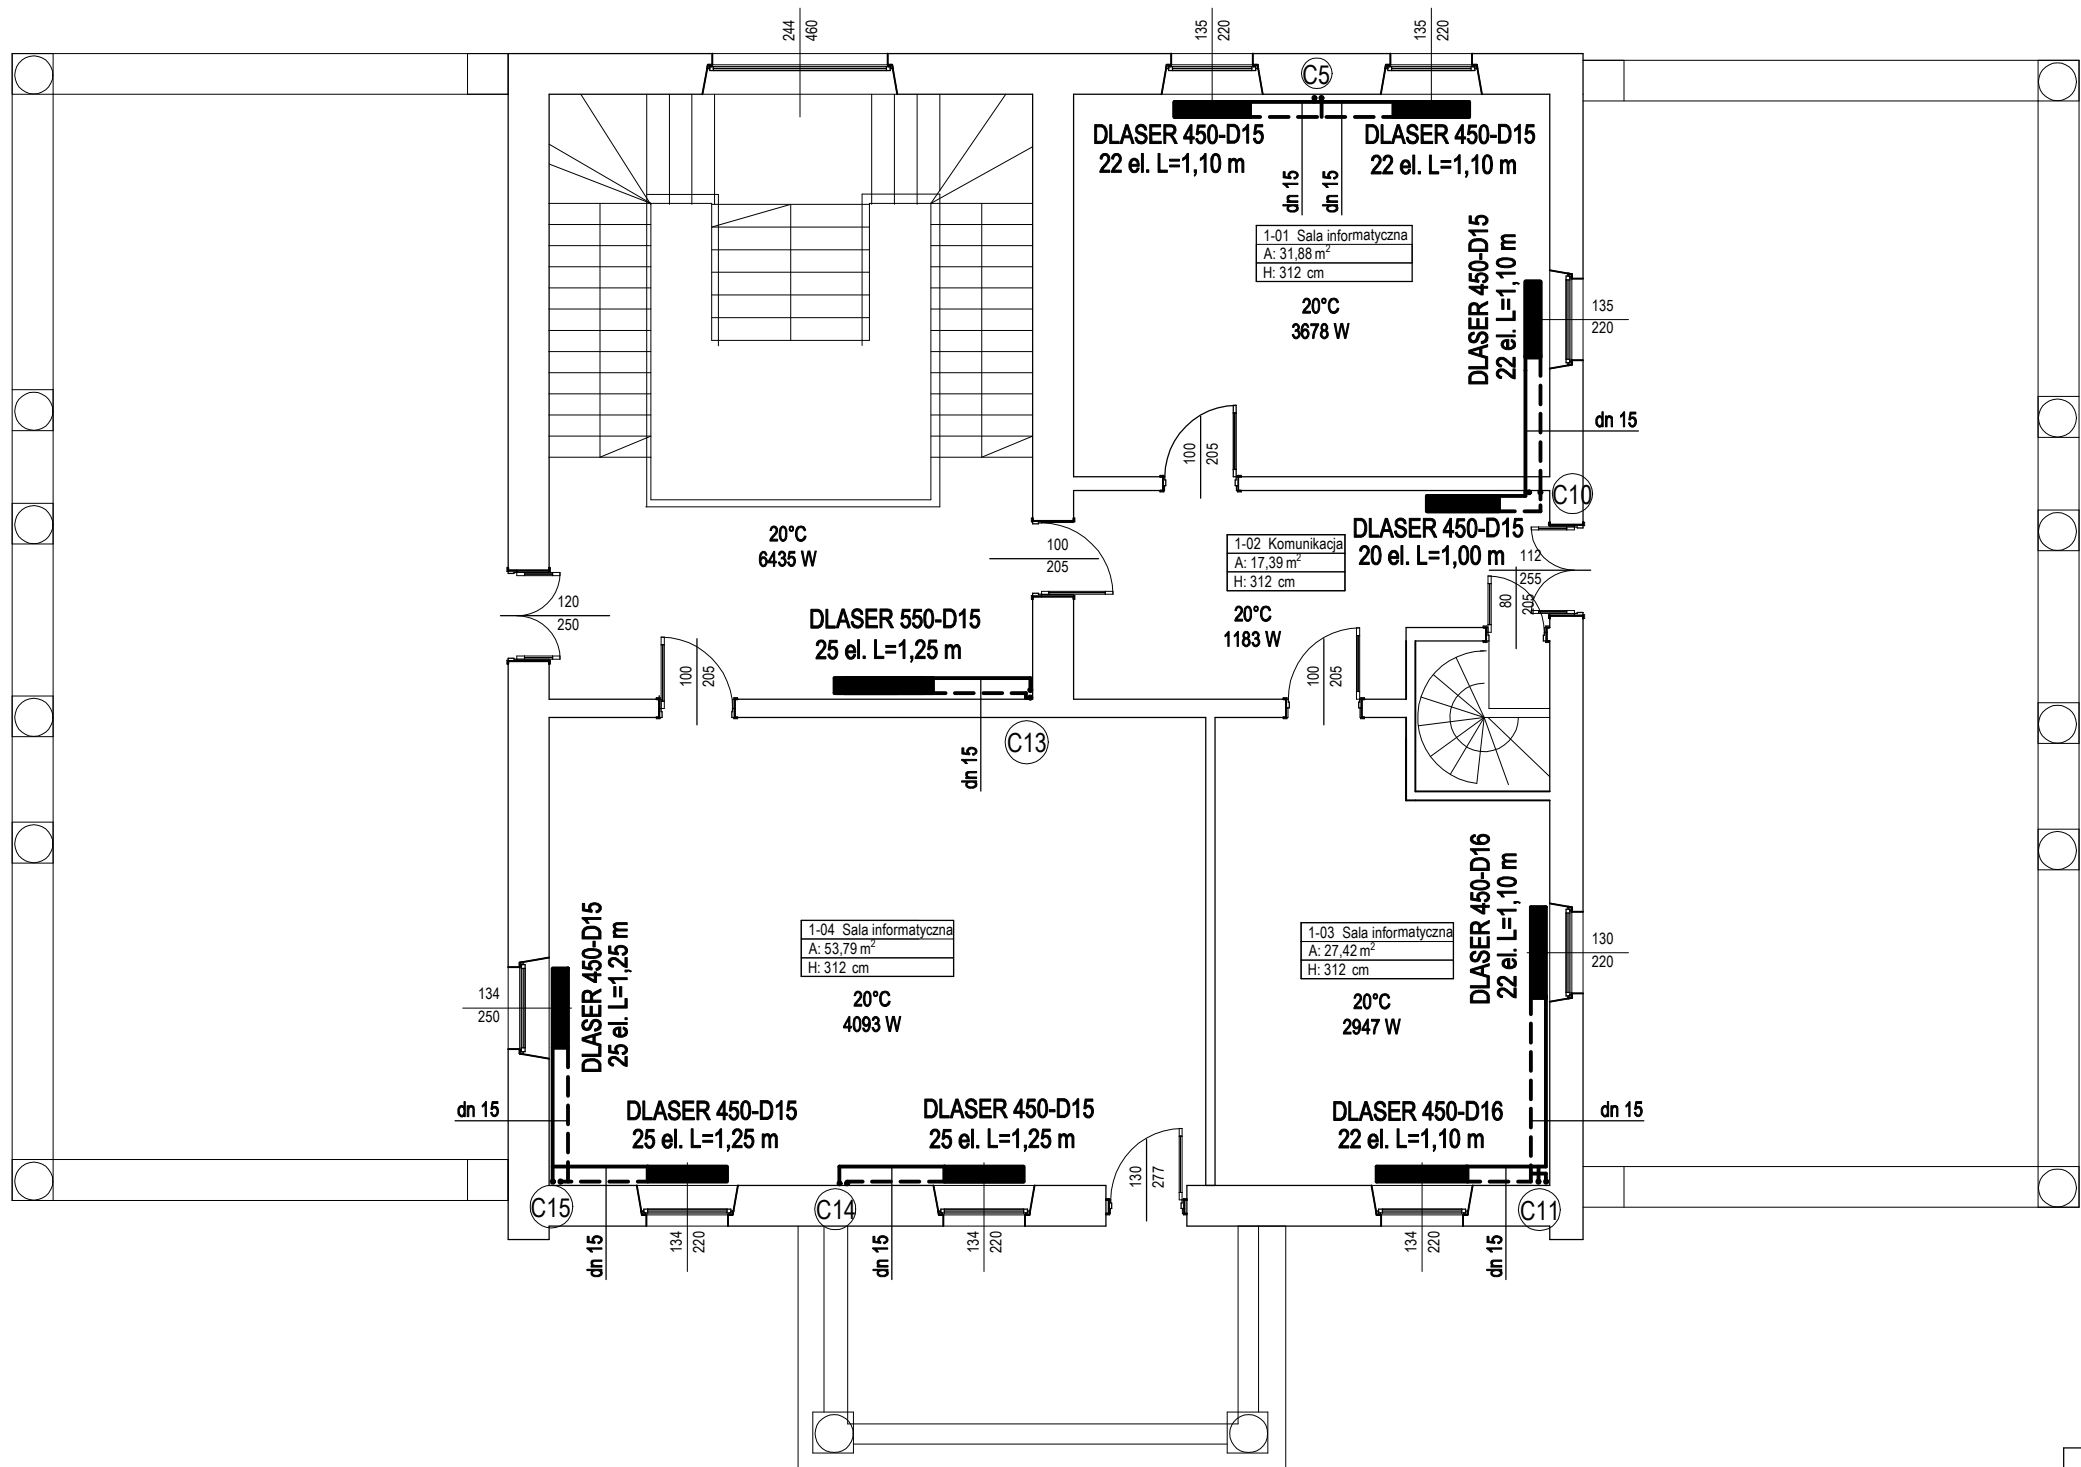 244
460
135
220
135
220
C5
DLASER 450-D15
22 el. L=1,10 m
DLASER 450-D15
22 el. L=1,10 m
dn 15
dn 15
1-01 Sala informatyczna
A: 31,88 m²
H: 312 cm
20°C
3678 W
DLASER 450-D15
22 el. L=1,10 m
135
220
dn 15
100
205
C10
DLASER 450-D15
20 el. L=1,00 m
20°C
6435 W
100
205
1-02 Komunikacja
A: 17,39 m²
H: 312 cm
20°C
1183 W
112
255
80
205
120
250
DLASER 550-D15
25 el. L=1,25 m
100
205
100
205
C13
dn 15
DLASER 450-D16
22 el. L=1,10 m
1-04 Sala informatyczna
A: 53,79 m²
H: 312 cm
20°C
4093 W
1-03 Sala informatyczna
A: 27,42 m²
H: 312 cm
20°C
2947 W
130
220
134
250
DLASER 450-D15
25 el. L=1,25 m
dn 15
DLASER 450-D15
25 el. L=1,25 m
DLASER 450-D15
25 el. L=1,25 m
DLASER 450-D16
22 el. L=1,10 m
dn 15
130
277
C15
C14
C11
dn 15
134
220
dn 15
134
220
134
220
dn 15